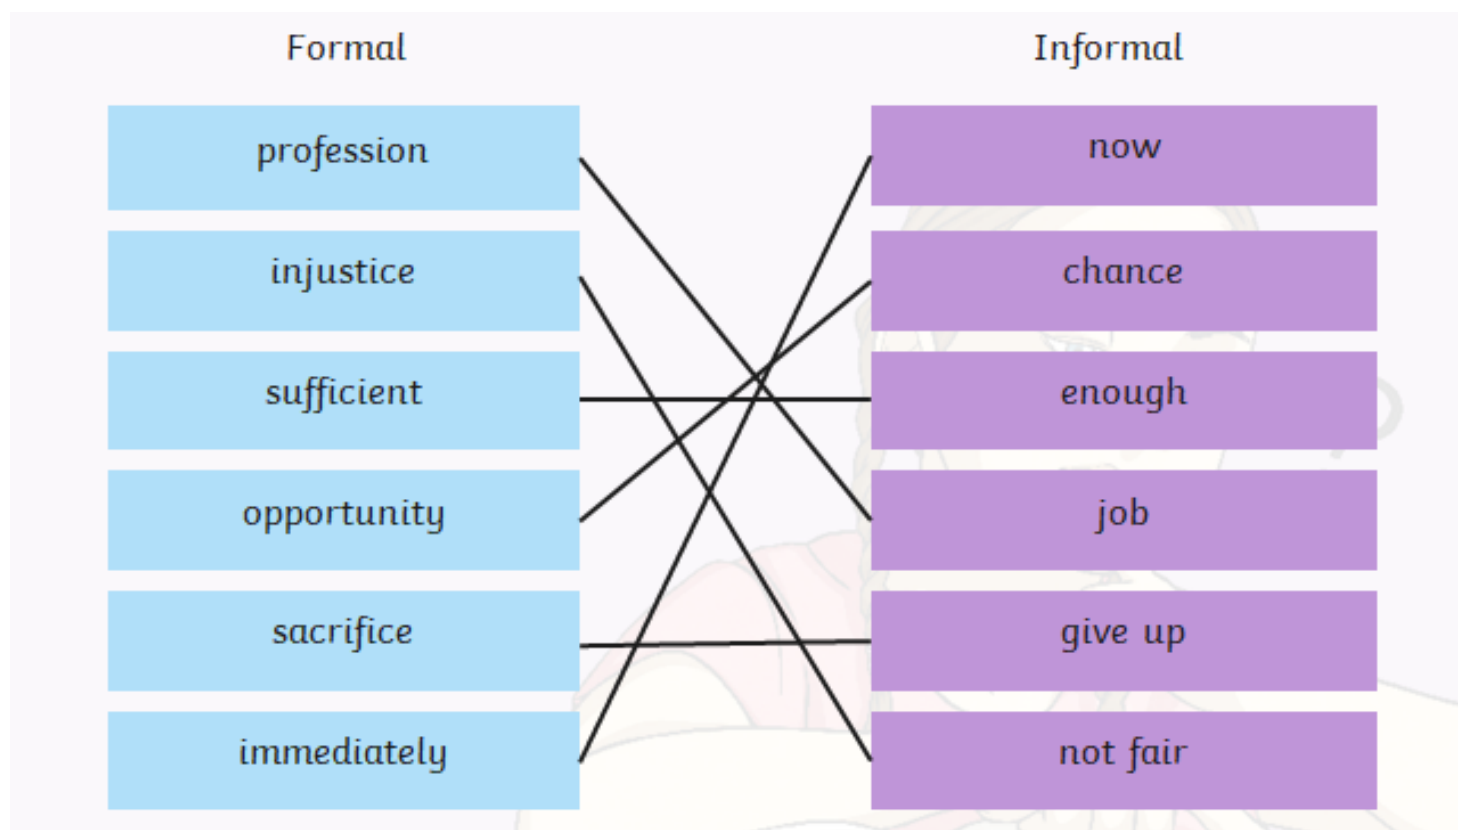 Formal Informal
profession now
injustice chance
sufficient enough
opportunity job
sacrifice give up
immediately not fair